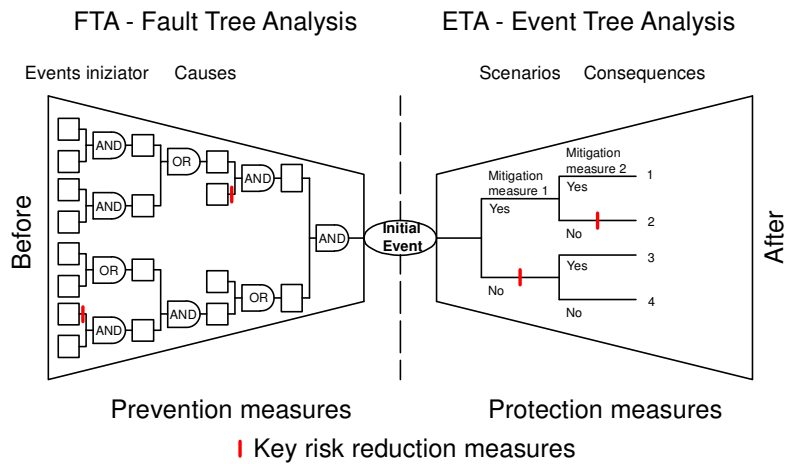 FTA - Fault Tree Analysis
ETA - Event Tree Analysis
Events iniziator
Causes
Scenarios
Consequences
Before
AND
OR
AND
AND
AND
OR
AND
AND
OR
Initial
Event
Mitigation
measure 1
Yes
No
Mitigation
measure 2
Yes
No
Yes
No
1
2
3
4
After
Prevention measures
Protection measures
Key risk reduction measures